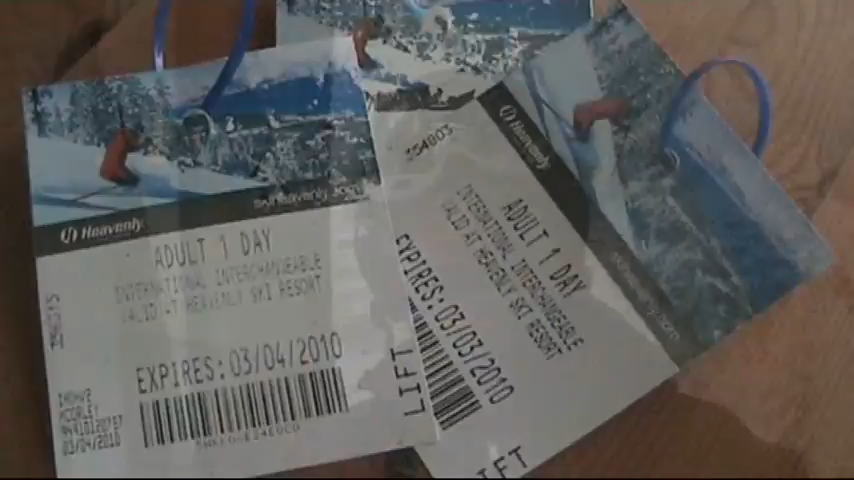 Heavenly
skiheavenly.com
ADULT 1 DAY
INTERNATIONAL INTERCHANGEABLE
VALID AT HEAVENLY SKI RESORT
EXPIRES: 03/04/2010
03/04/2010
LIFT
Heavenly
ADULT 1 DAY
INTERNATIONAL INTERCHANGEABLE
VALID AT HEAVENLY SKI RESORT
EXPIRES: 03/03/2010
LIFT